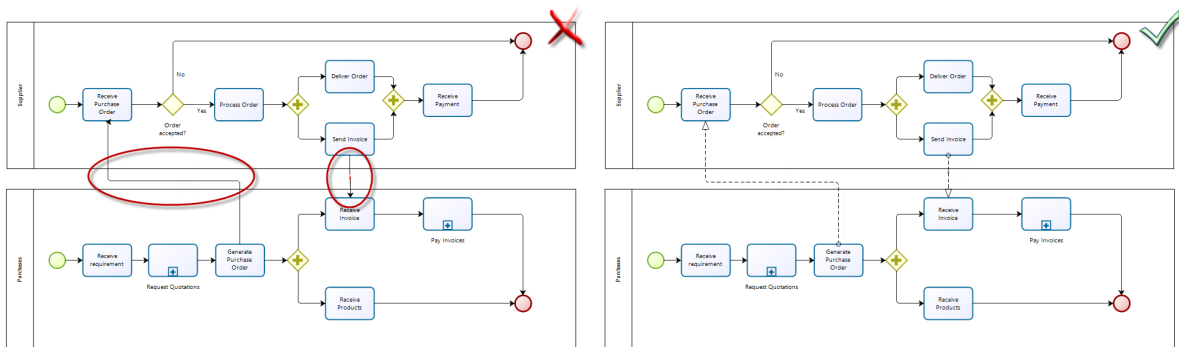 Supplier
Receive
Purchase
Order
No
Yes
Order
accepted?
Process Order
Deliver Order
Send Invoice
Receive
Payment
Purchases
Receive
requirement
Request Quotations
Generate
Purchase
Order
Receive
Invoice
Pay Invoices
Receive
Products
Supplier
Receive
Purchase
Order
No
Yes
Order
accepted?
Process Order
Deliver Order
Send Invoice
Receive
Payment
Purchases
Receive
requirement
Request Quotations
Generate
Purchase
Order
Receive
Invoice
Pay Invoices
Receive
Products